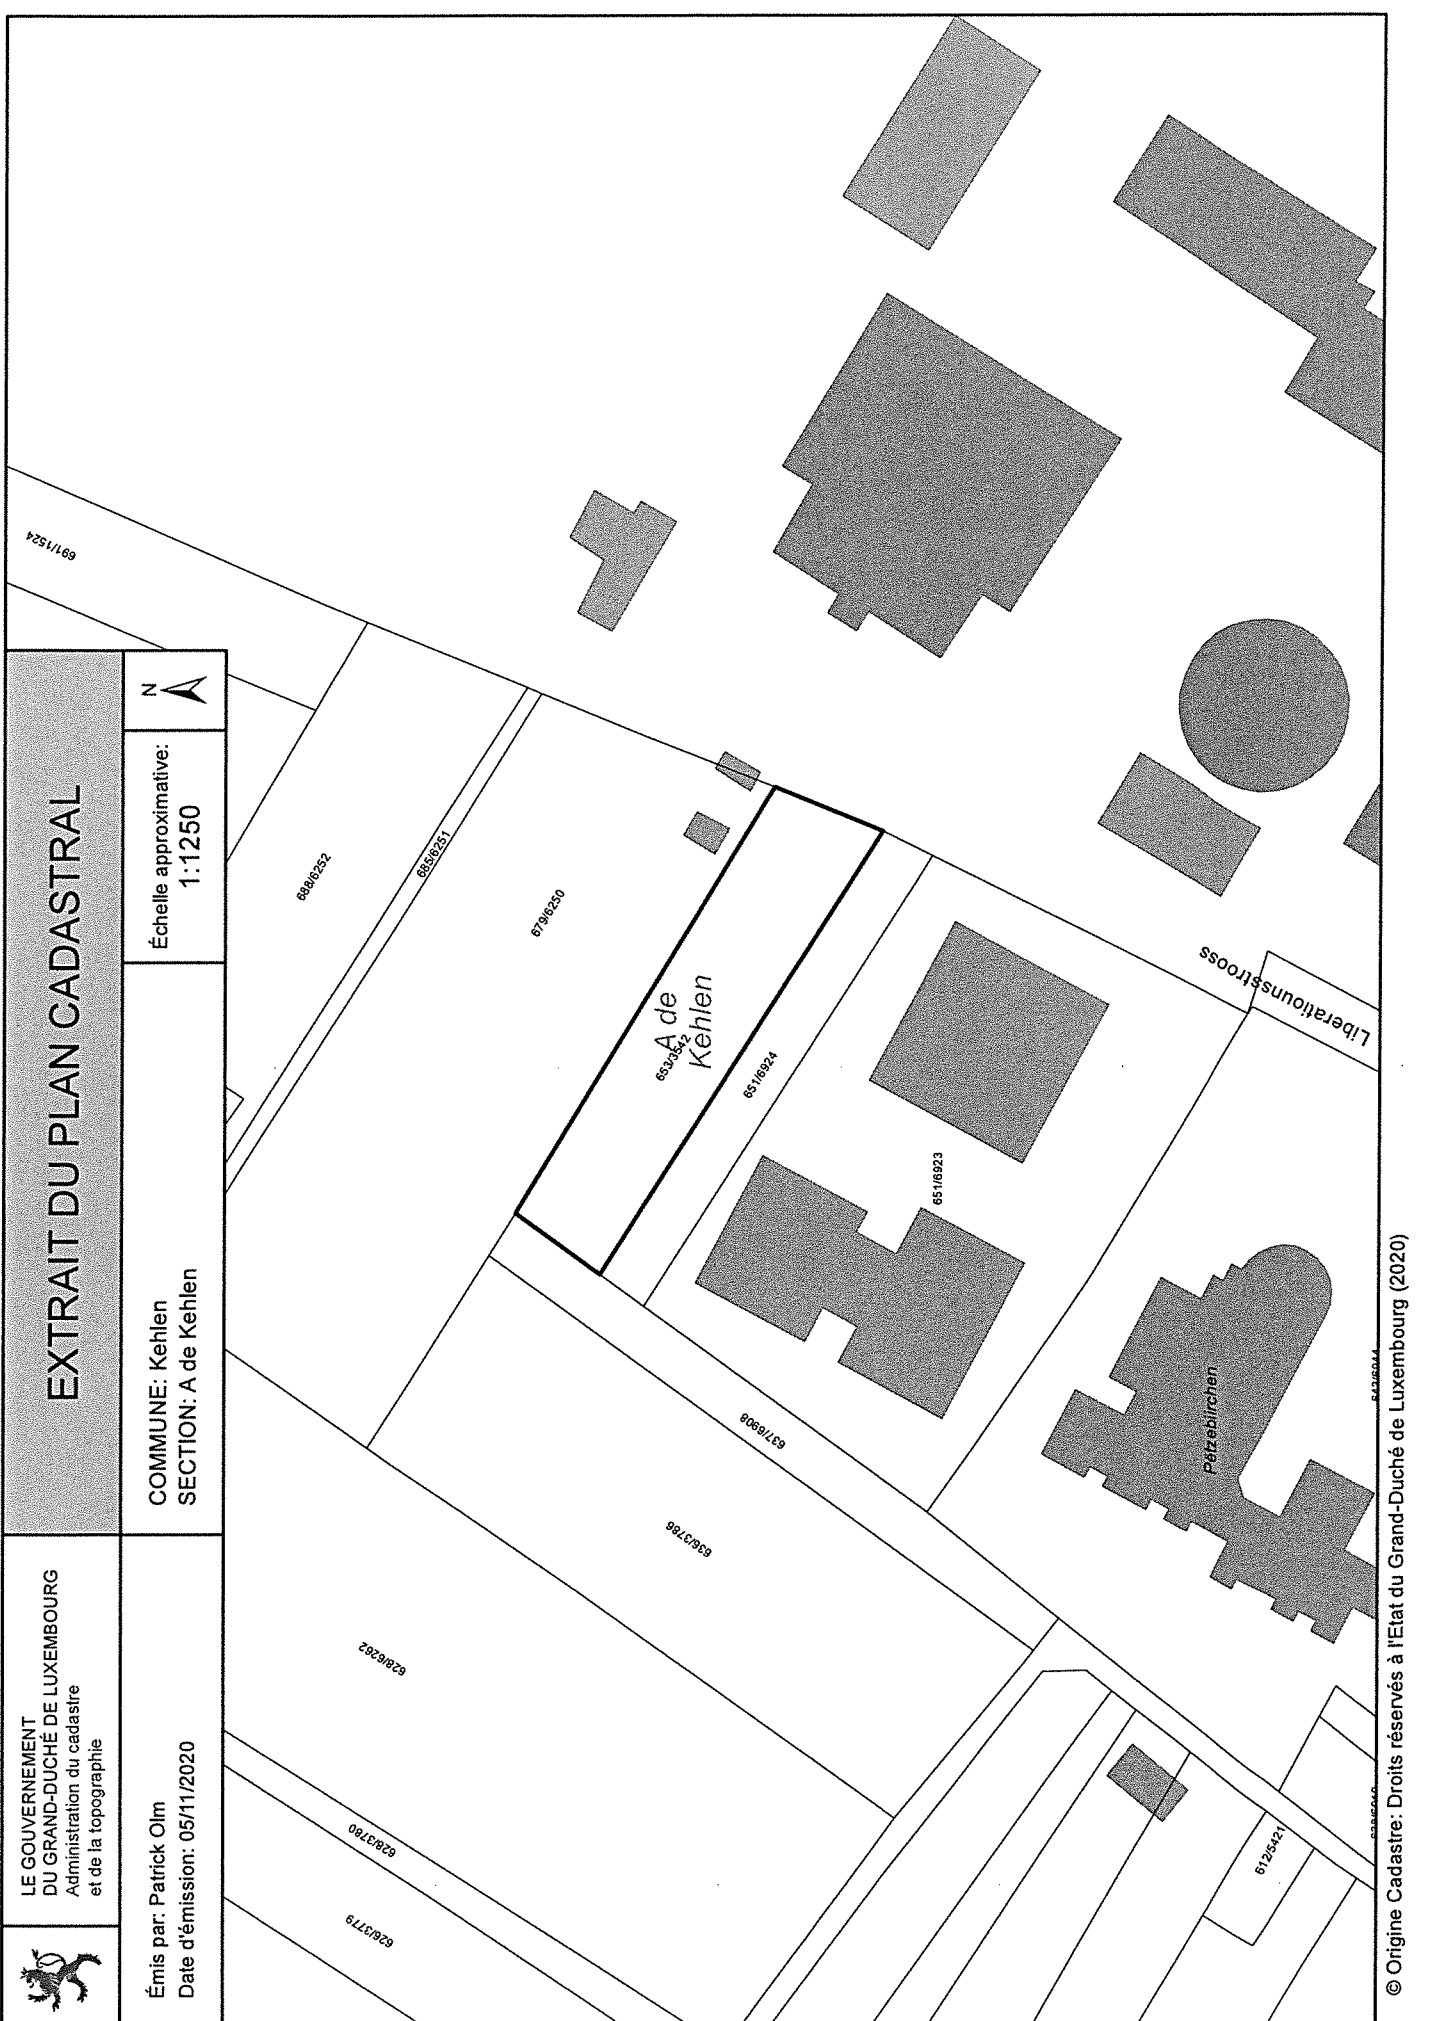 LE GOUVERNEMENT
DU GRAND-DUCHÉ DE LUXEMBOURG
Administration du cadastre
et de la topographie
EXTRAIT DU PLAN CADASTRAL
Émis par: Patrick Olm
Date d'émission: 05/11/2020
COMMUNE: Kehlen
SECTION: A de Kehlen
Échelle approximative:
1:1250
N
691/1524
688/6252
685/6251
679/6250
A de
Kehlen
653/3542
651/6924
651/6923
637/6908
636/3786
628/6262
628/3780
626/3779
612/5421
Pëtzebiirchen
Liberatiounsstrooss
© Origine Cadastre: Droits réservés à l'Etat du Grand-Duché de Luxembourg (2020)